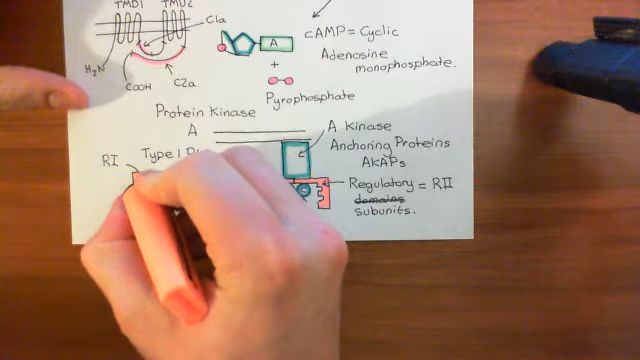 TMD1 TMD2
C1a
H₂N
COOH
C2a
A
cAMP = Cyclic
Adenosine
monophosphate.
+
Pyrophosphate
Protein Kinase
A
A Kinase
Anchoring Proteins
AKAPs
RI
Type I
Regulatory = RII
domains
subunits.